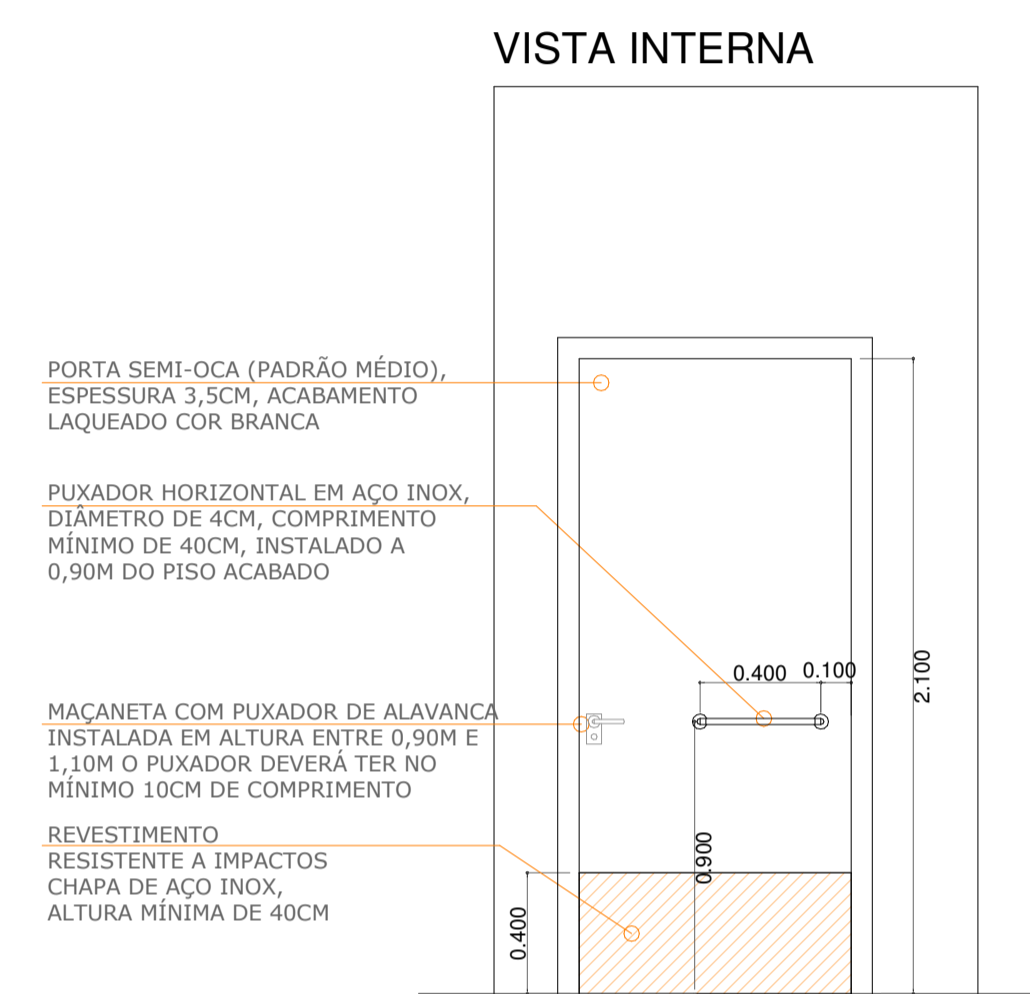 VISTA INTERNA
PORTA SEMI-OCA (PADRÃO MÉDIO),
ESPESSURA 3,5CM, ACABAMENTO
LAQUEADO COR BRANCA
PUXADOR HORIZONTAL EM AÇO INOX,
DIÂMETRO DE 4CM, COMPRIMENTO
MÍNIMO DE 40CM, INSTALADO A
0,90M DO PISO ACABADO
0.400
0.100
2.100
MAÇANETA COM PUXADOR DE ALAVANCA
INSTALADA EM ALTURA ENTRE 0,90M E
1,10M O PUXADOR DEVERÁ TER NO
MÍNIMO 10CM DE COMPRIMENTO
REVESTIMENTO
RESISTENTE A IMPACTOS
CHAPA DE AÇO INOX,
ALTURA MÍNIMA DE 40CM
0.900
0.400